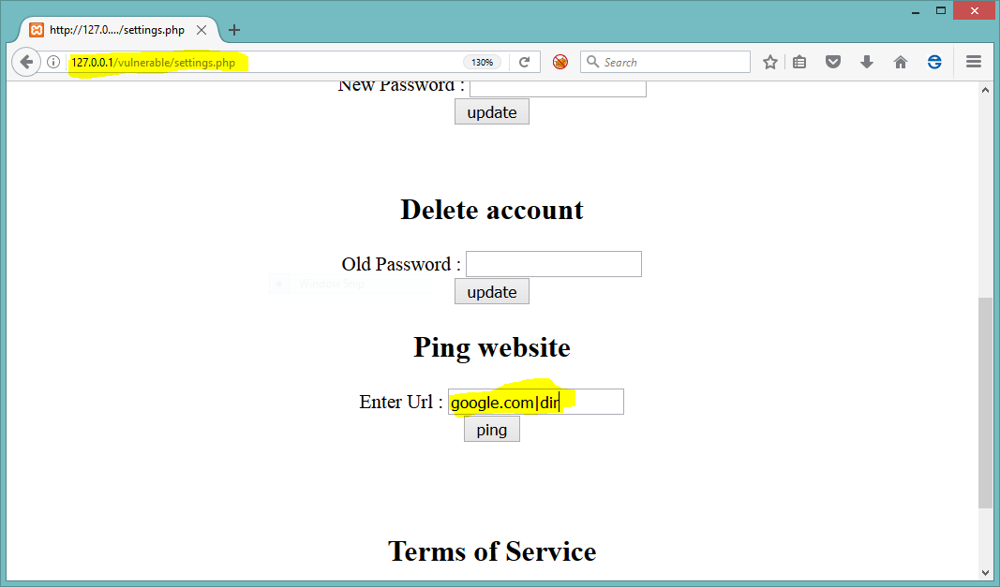 http://127.0..../settings.php
127.0.0.1/vulnerable/settings.php
130%
Search
New Password :
update
Delete account
Old Password :
update
Ping website
Enter Url : google.com|dir
ping
Terms of Service